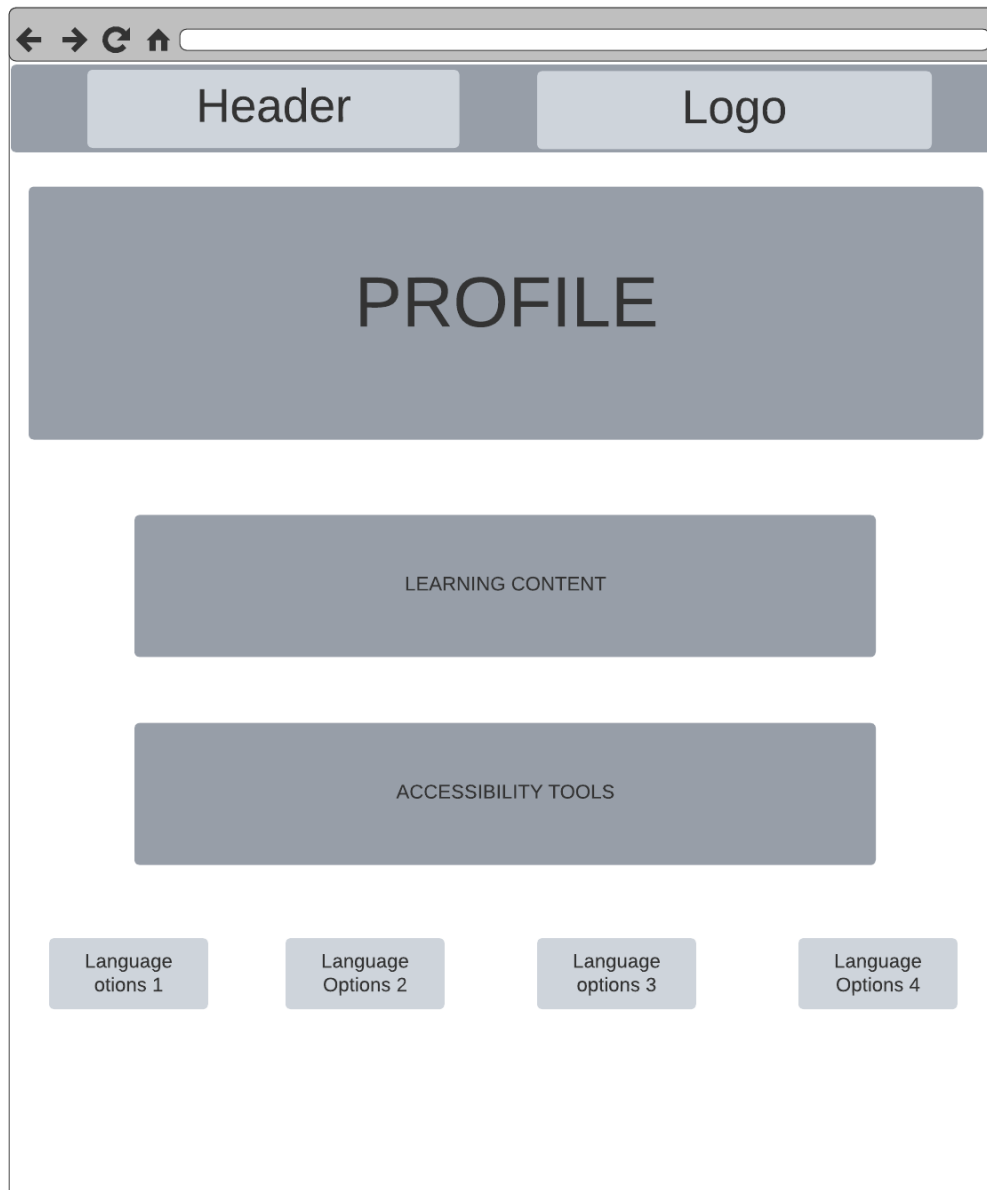 Header
Logo
PROFILE
LEARNING CONTENT
ACCESSIBILITY TOOLS
Language
otions 1
Language
Options 2
Language
options 3
Language
Options 4